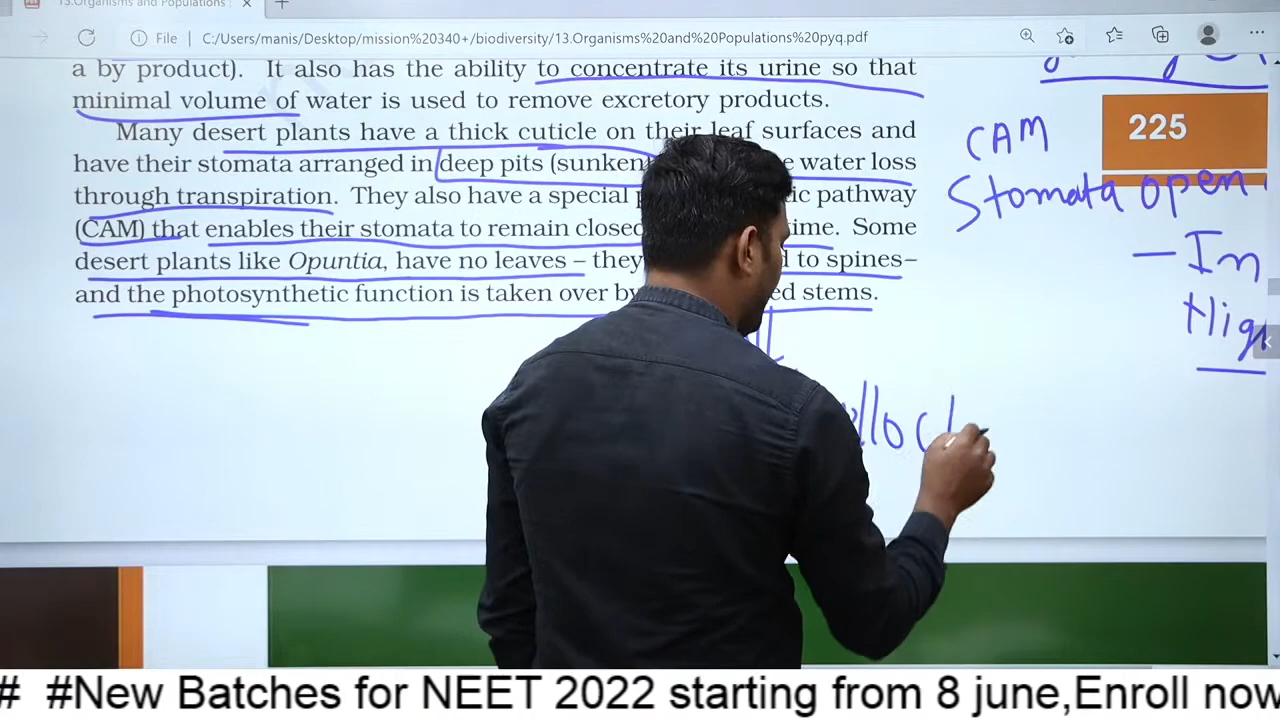 13.Organisms and Populations
File | C:/Users/manis/Desktop/mission%20340+/biodiversity/13.Organisms%20and%20Populations%20pyq.pdf
a by product). It also has the ability to concentrate its urine so that
minimal volume of water is used to remove excretory products.
Many desert plants have a thick cuticle on their leaf surfaces and
have their stomata arranged in deep pits (sunken water loss
through transpiration. They also have a special pathway
(CAM) that enables their stomata to remain closed Some
desert plants like Opuntia, have no leaves – they to spines–
and the photosynthetic function is taken over by stems.
225
CAM
Stomata open
– In
Nig
# #New Batches for NEET 2022 starting from 8 june,Enroll now